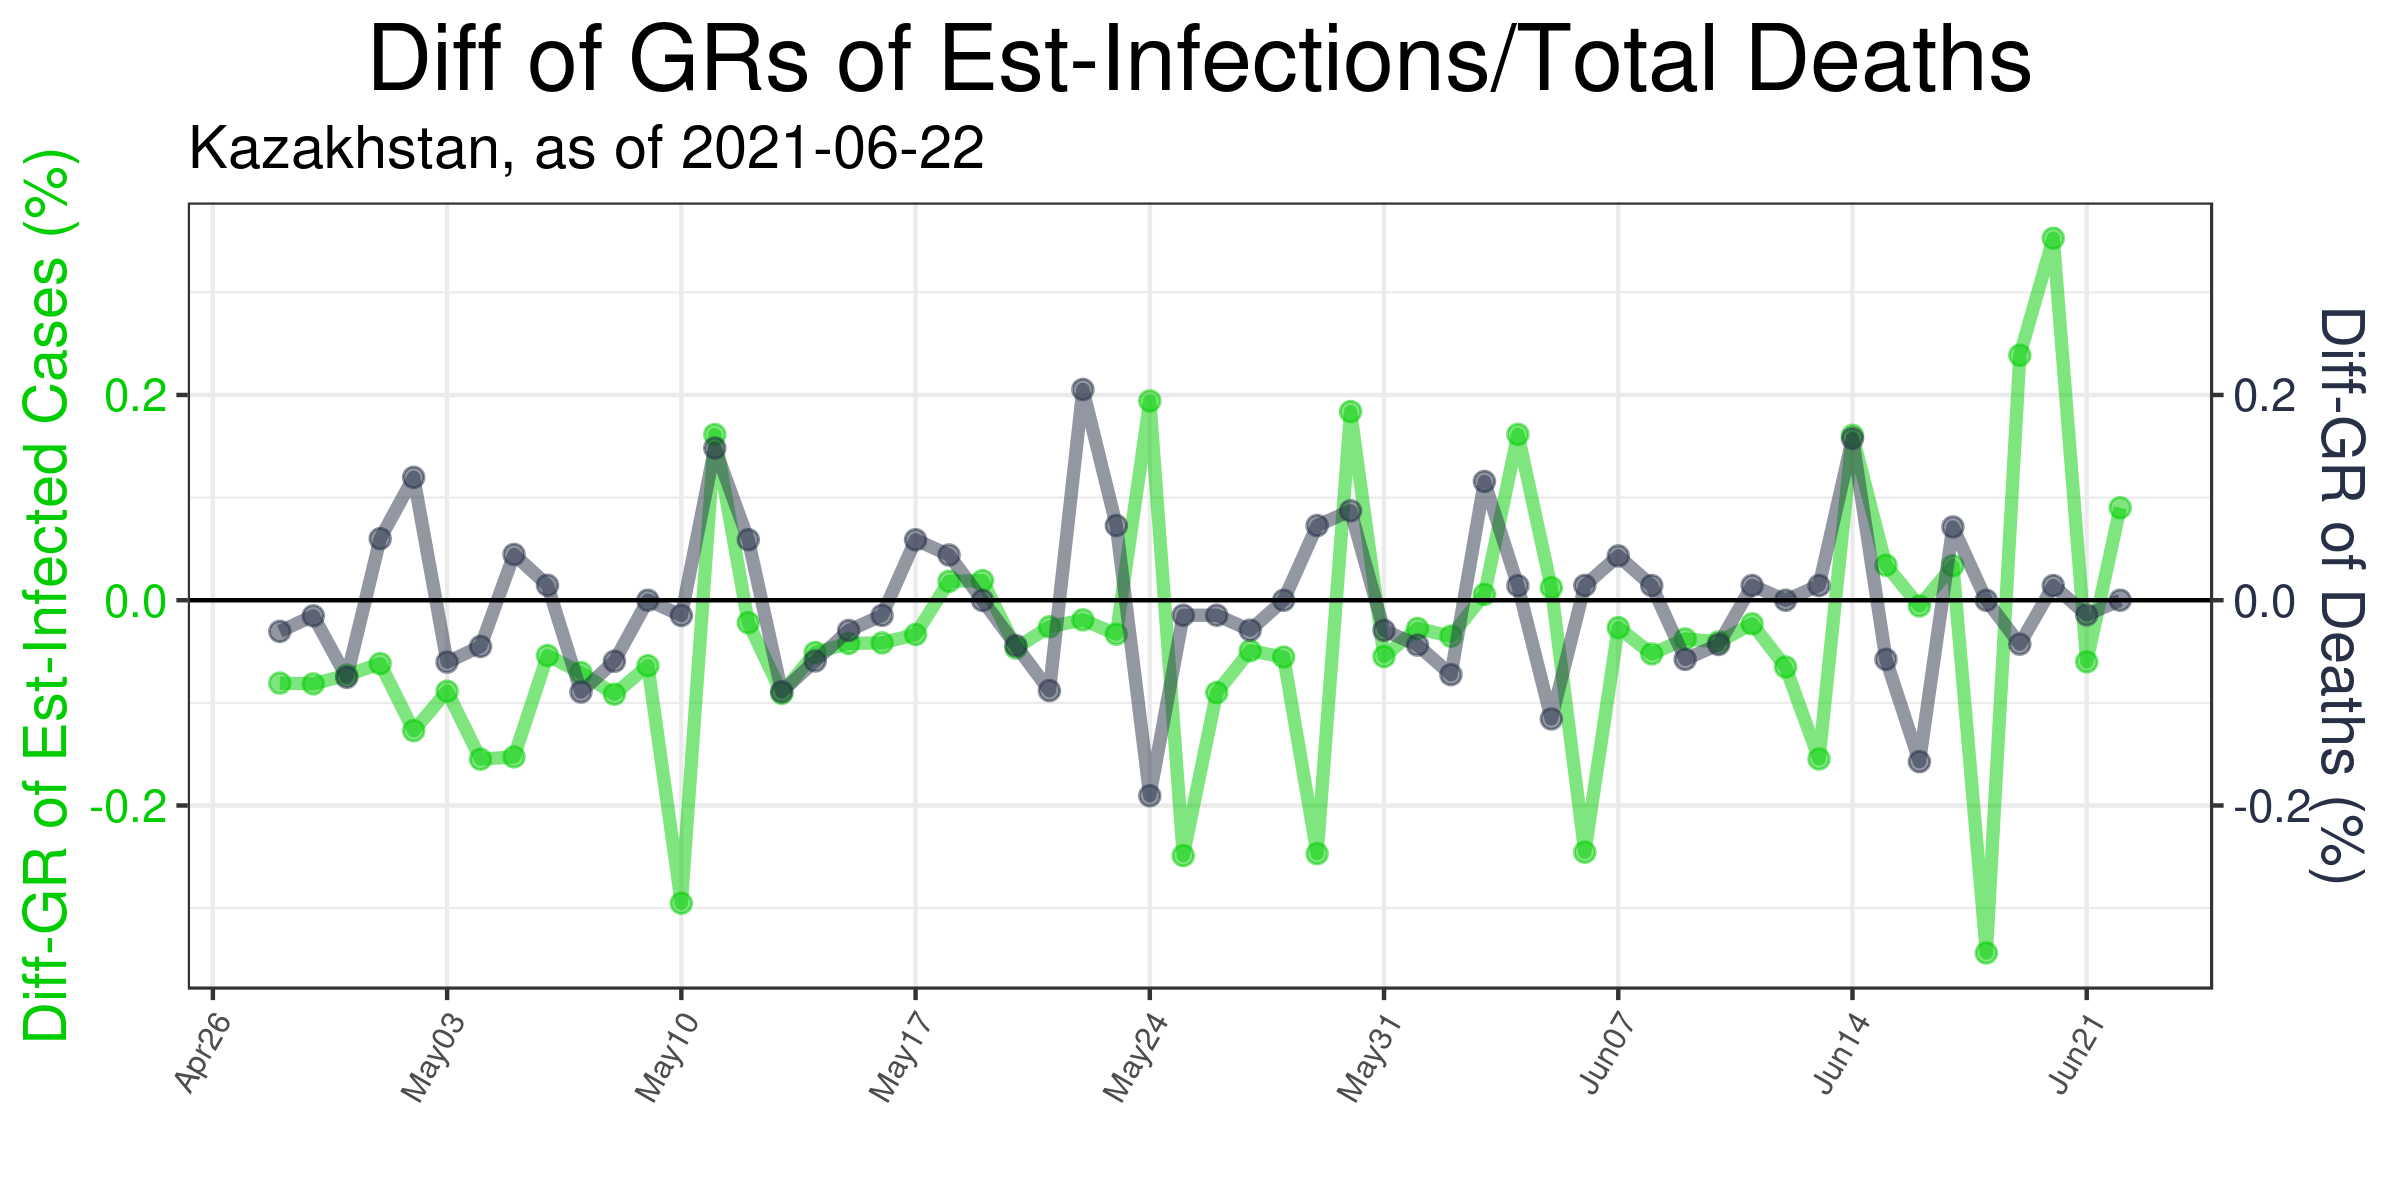 Diff of GRs of Est-Infections/Total Deaths
Kazakhstan, as of 2021-06-22
Diff-GR of Est-Infected Cases (%)
0.2
0.0
-0.2
0.2
0.0
-0.2
Diff-GR of Deaths (%)
Apr26
May03
May10
May17
May24
May31
Jun07
Jun14
Jun21